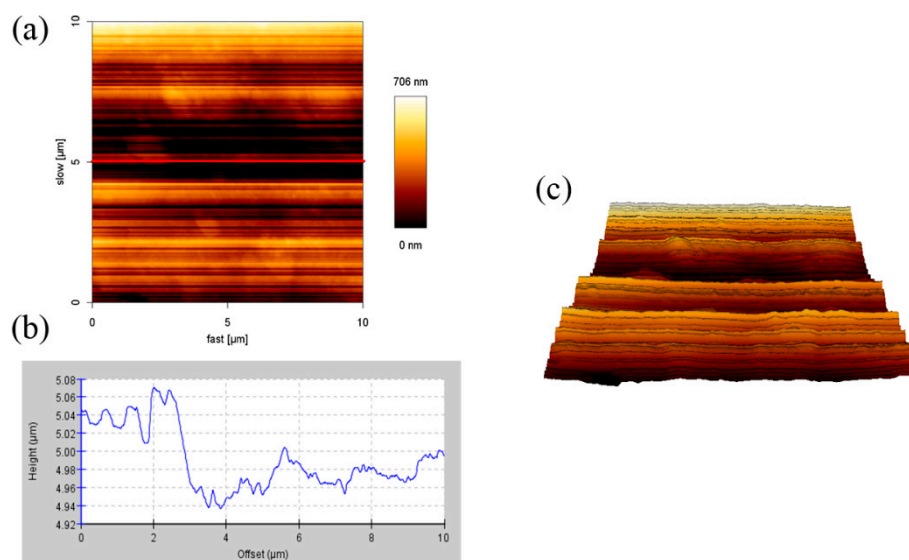 (a)
10
5
0
slow [µm]
0
5
10
fast [µm]
706 nm
0 nm
(b)
5.08
5.06
5.04
5.02
5.00
4.98
4.96
4.94
4.92
Height (µm)
0
2
4
6
8
10
Offset (µm)
(c)